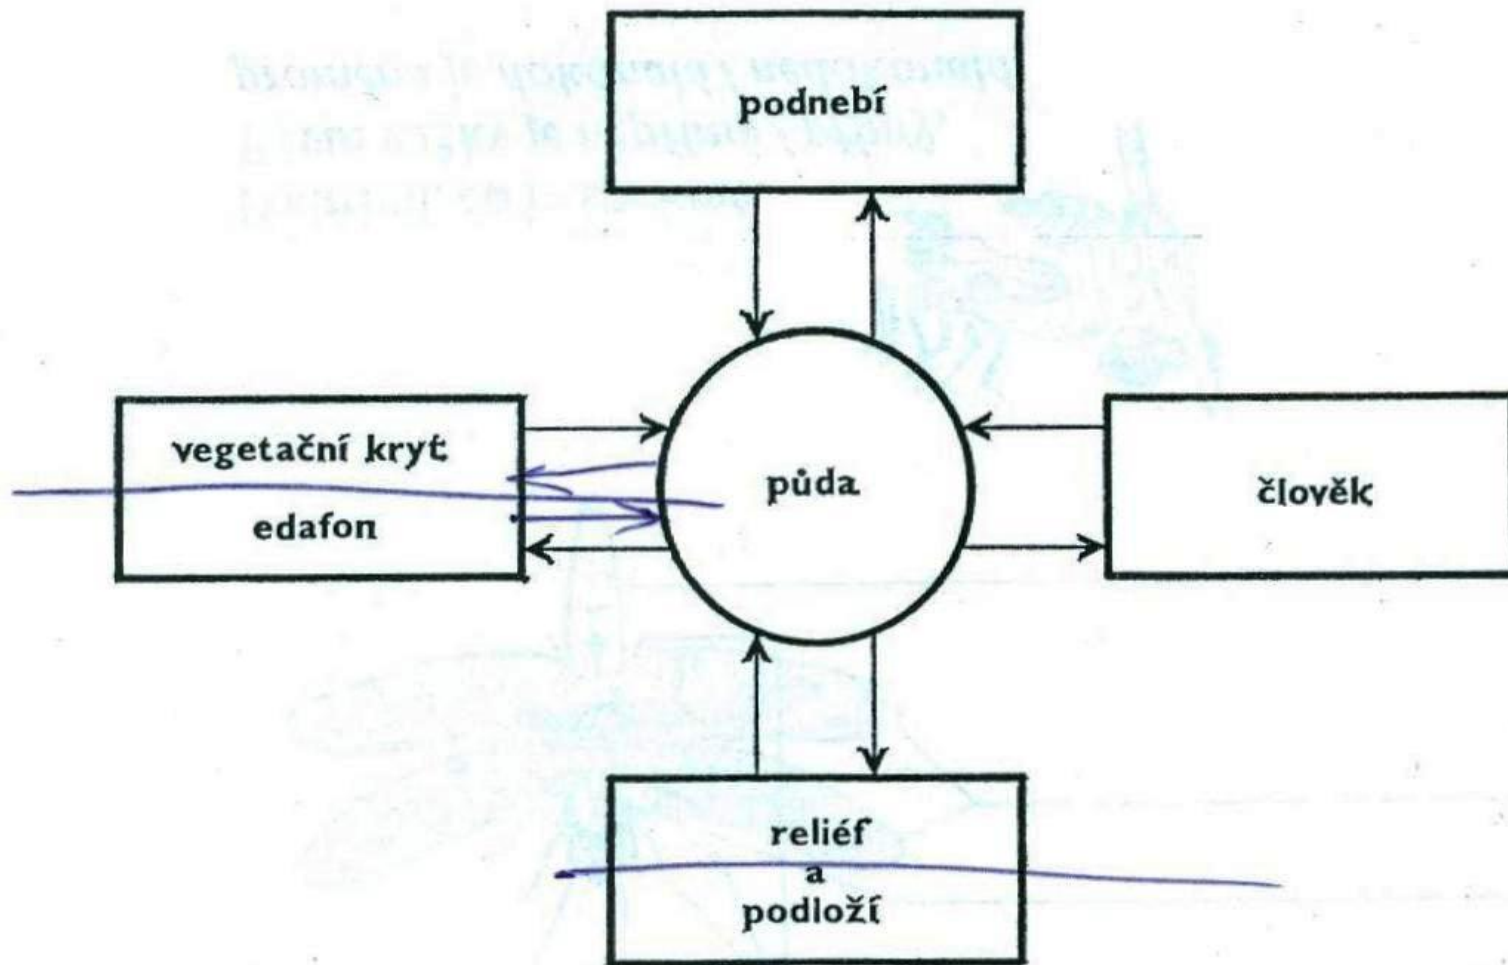 podnebí
vegetační kryt
edafon
půda
člověk
reliéf
a
podloží